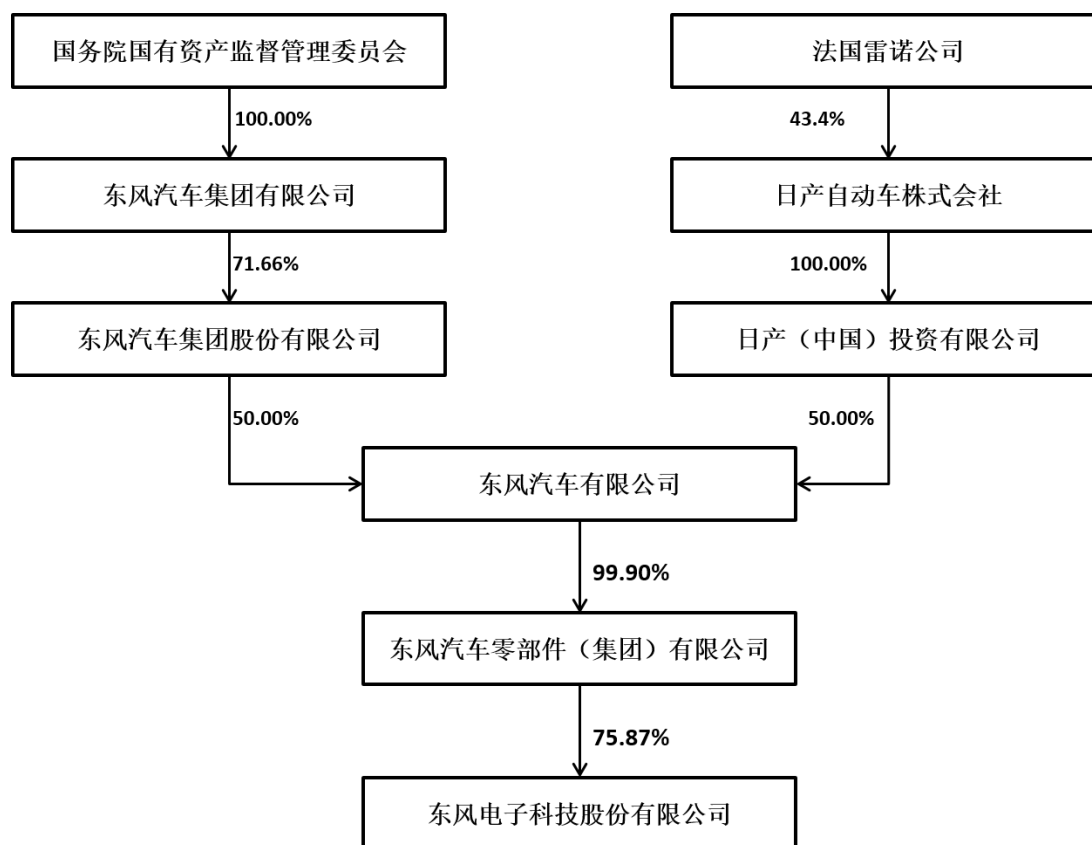 国务院国有资产监督管理委员会
法国雷诺公司
100.00%
43.4%
东风汽车集团有限公司
日产自动车株式会社
71.66%
100.00%
东风汽车集团股份有限公司
日产（中国）投资有限公司
50.00%
50.00%
东风汽车有限公司
99.90%
东风汽车零部件（集团）有限公司
75.87%
东风电子科技股份有限公司